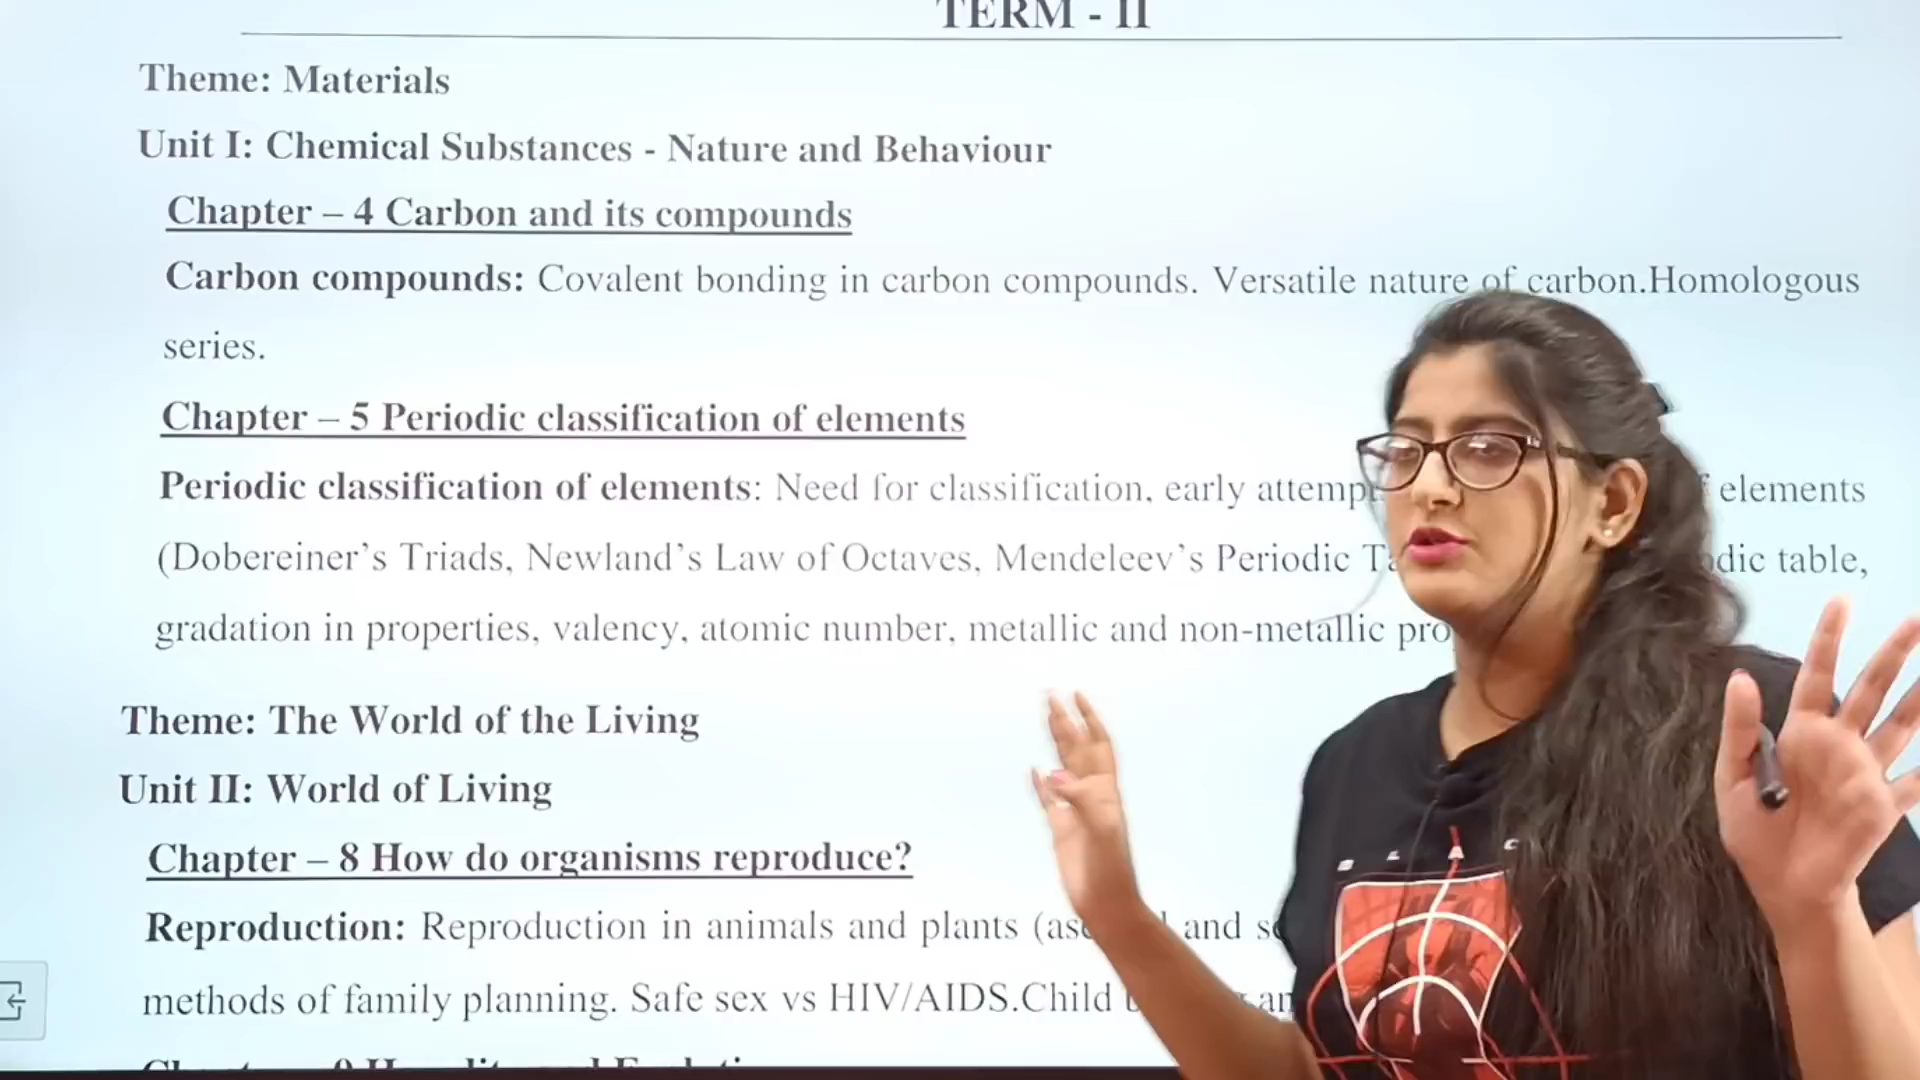 TERM - II
Theme: Materials
Unit I: Chemical Substances - Nature and Behaviour
Chapter – 4 Carbon and its compounds
Carbon compounds: Covalent bonding in carbon compounds. Versatile nature of carbon.Homologous
series.
Chapter – 5 Periodic classification of elements
Periodic classification of elements: Need for classification, early elements
(Dobereiner’s Triads, Newland’s Law of Octaves, Mendeleev’s Periodic table,
gradation in properties, valency, atomic number, metallic and non-metallic
Theme: The World of the Living
Unit II: World of Living
Chapter – 8 How do organisms reproduce?
Reproduction: Reproduction in animals and plants and
methods of family planning. Safe sex vs HIV/AIDS.Child